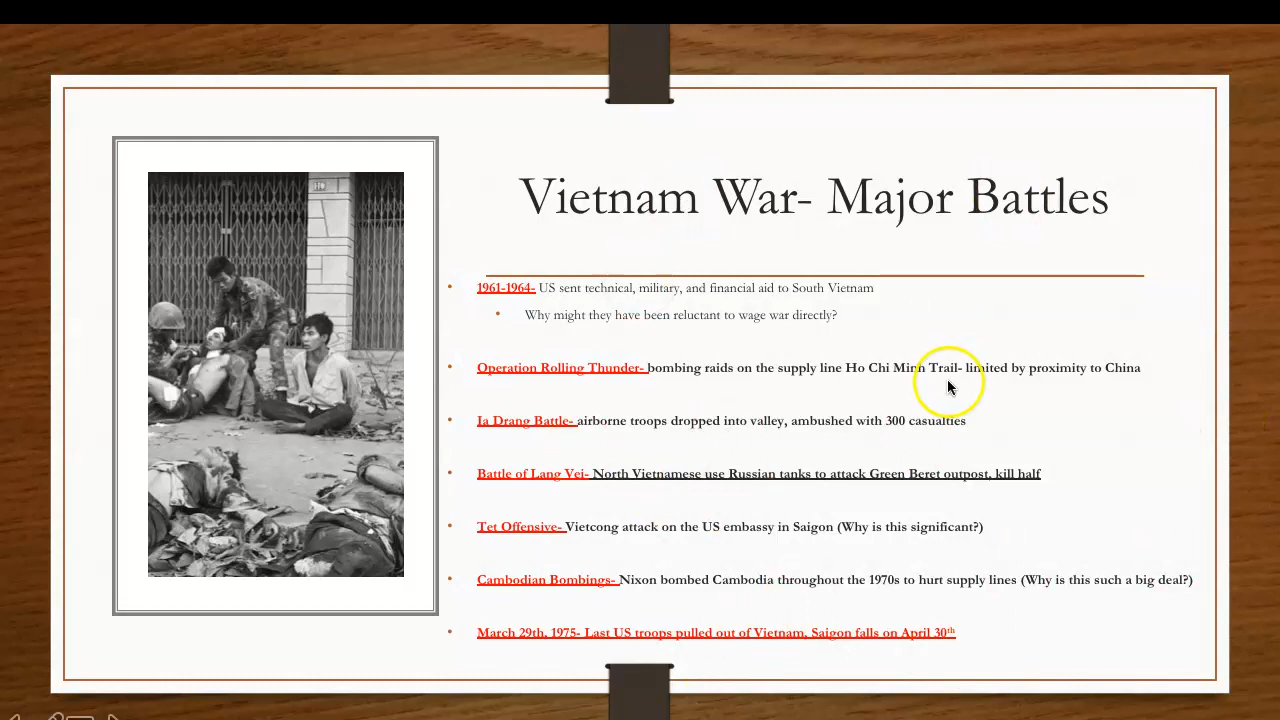 Vietnam War- Major Battles
1961-1964- US sent technical, military, and financial aid to South Vietnam
Why might they have been reluctant to wage war directly?
Operation Rolling Thunder- bombing raids on the supply line Ho Chi Minh Trail- limited by proximity to China
Ia Drang Battle- airborne troops dropped into valley, ambushed with 300 casualties
Battle of Lang Vei- North Vietnamese use Russian tanks to attack Green Beret outpost, kill half
Tet Offensive- Vietcong attack on the US embassy in Saigon (Why is this significant?)
Cambodian Bombings- Nixon bombed Cambodia throughout the 1970s to hurt supply lines (Why is this such a big deal?)
March 29th, 1975- Last US troops pulled out of Vietnam, Saigon falls on April 30th